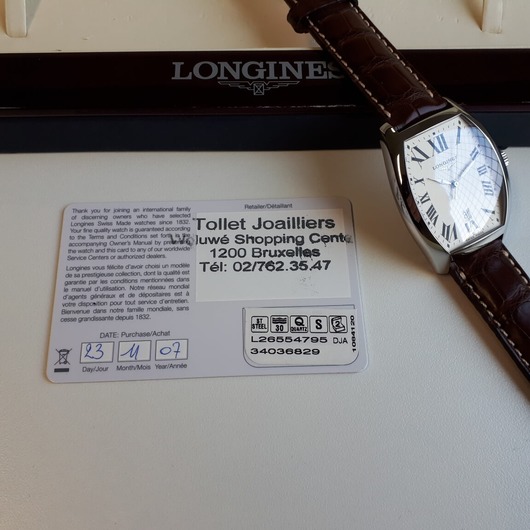 LONGINES
LONGINES
Thank you for joining an international family
of discerning owners who have selected
Longines Swiss Made watches since 1832.
Your fine quality watch is guaranteed according
to the Terms and Conditions set forth in the
accompanying Owner's Manual by presenting
the watch and this card to any of our worldwide
Service Centers or authorized dealers.
Longines vous félicite d'avoir choisi un modèle
de sa prestigieuse collection, dont la qualité est
garantie par les conditions mentionnées dans
le manuel d'utilisation. Notre réseau mondial
d'agents généraux et de dépositaires est à
votre disposition pour tout service d'entretien.
Bienvenue dans notre famille mondiale, sans
cesse grandissante depuis 1832.
DATE: Purchase/Achat
23 11 07
Day/Jour Month/Mois Year/Année
Retailer/Détaillant
Tollet Joailliers
Woluwé Shopping Cente
1200 Bruxelles
Tél: 02/762.35.47
ST STEEL 30 QUARTZ S
L26554795 DJA
34036829
1084120